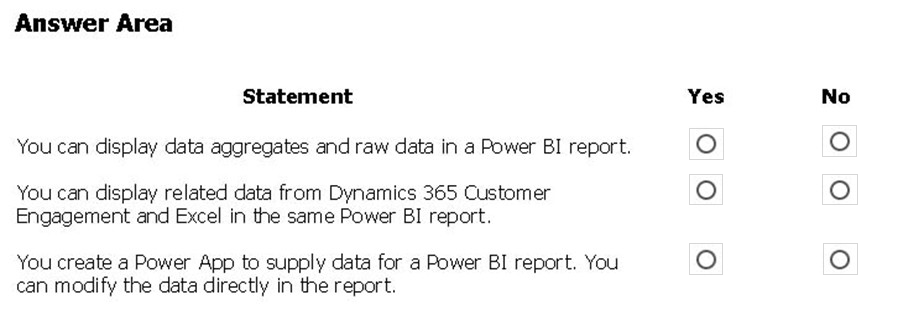 Answer Area
Statement Yes No
You can display data aggregates and raw data in a Power BI report.
You can display related data from Dynamics 365 Customer
Engagement and Excel in the same Power BI report.
You create a Power App to supply data for a Power BI report. You
can modify the data directly in the report.